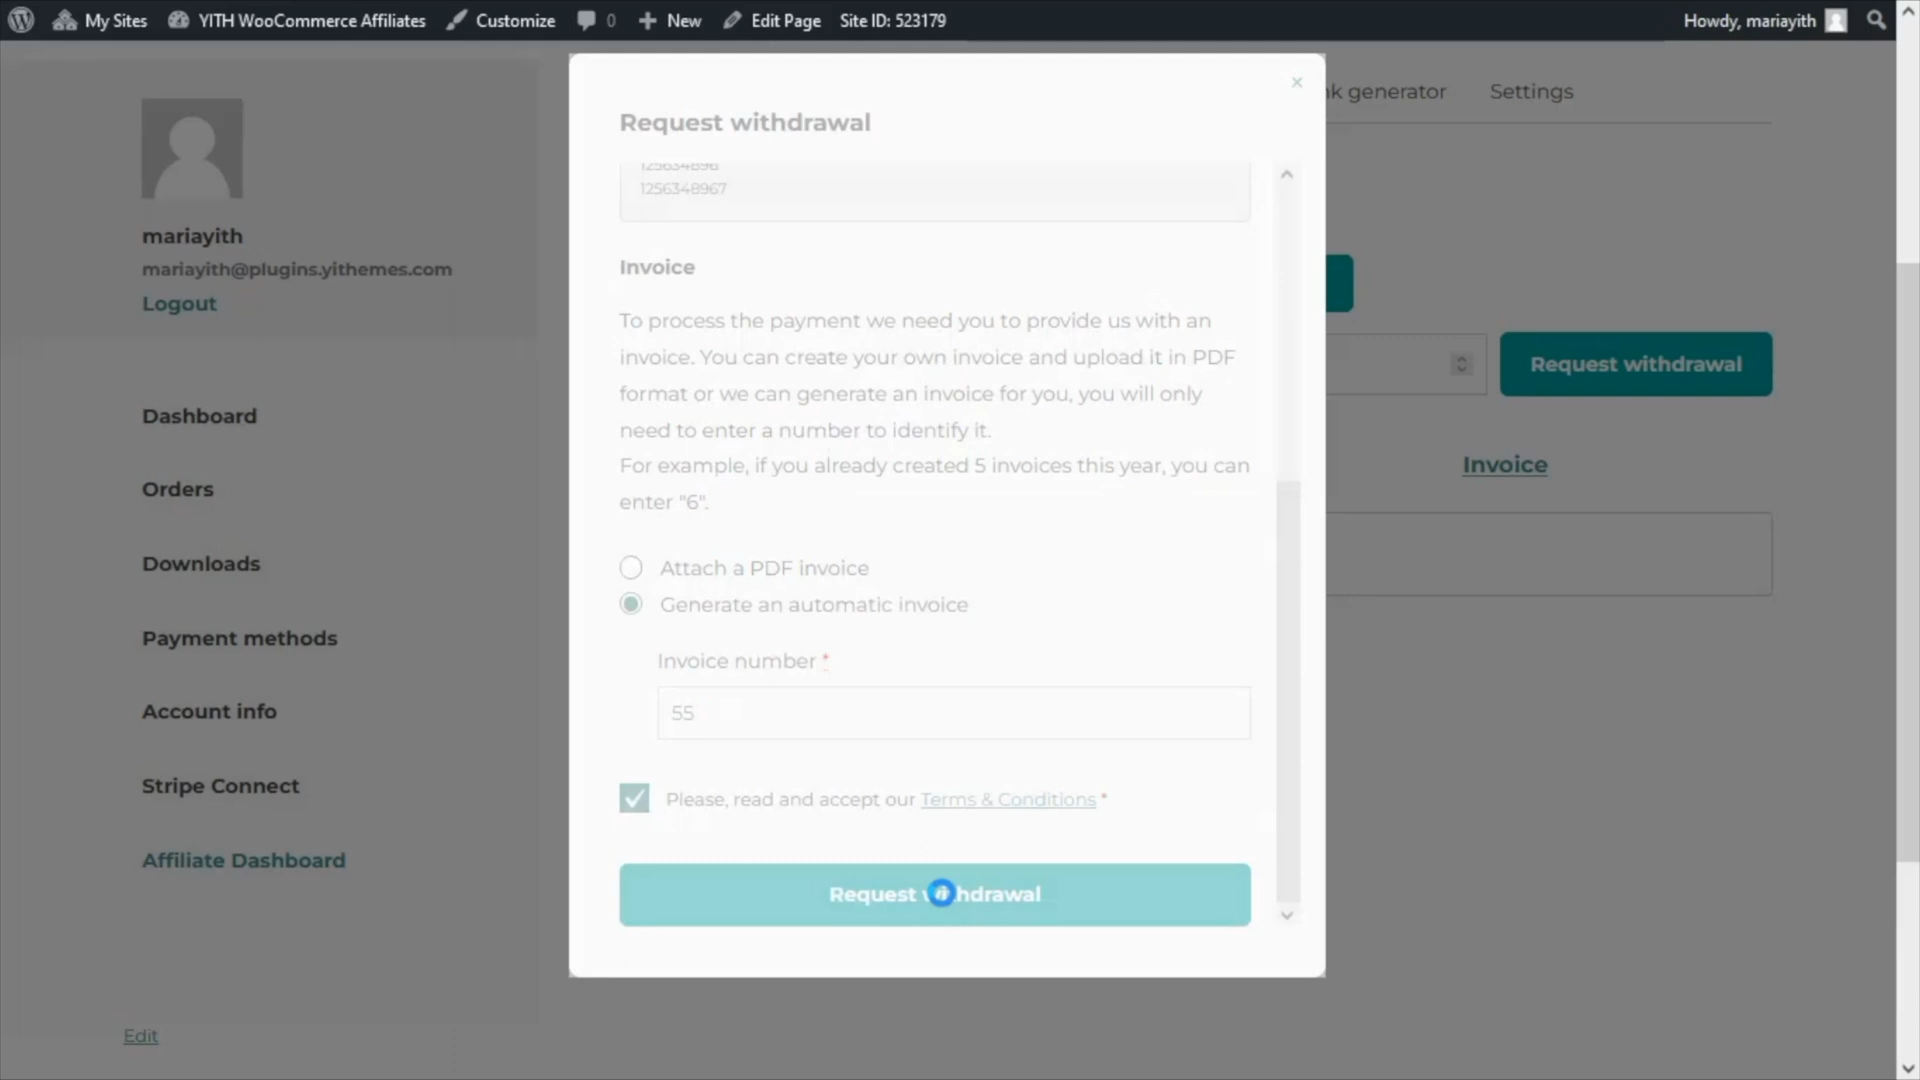 My Sites YITH WooCommerce Affiliates Customize 0 New Edit Page Site ID: 523179 Howdy, mariayith
nk generator Settings
Request withdrawal
125634896
1256348967
mariayith
mariayith@plugins.yithemes.com
Logout
Invoice
To process the payment we need you to provide us with an
invoice. You can create your own invoice and upload it in PDF
format or we can generate an invoice for you, you will only
need to enter a number to identify it.
For example, if you already created 5 invoices this year, you can
enter "6".
Attach a PDF invoice
Generate an automatic invoice
Invoice number *
55
Please, read and accept our Terms & Conditions *
Request withdrawal
Request withdrawal
Invoice
Dashboard
Orders
Downloads
Payment methods
Account info
Stripe Connect
Affiliate Dashboard
Edit